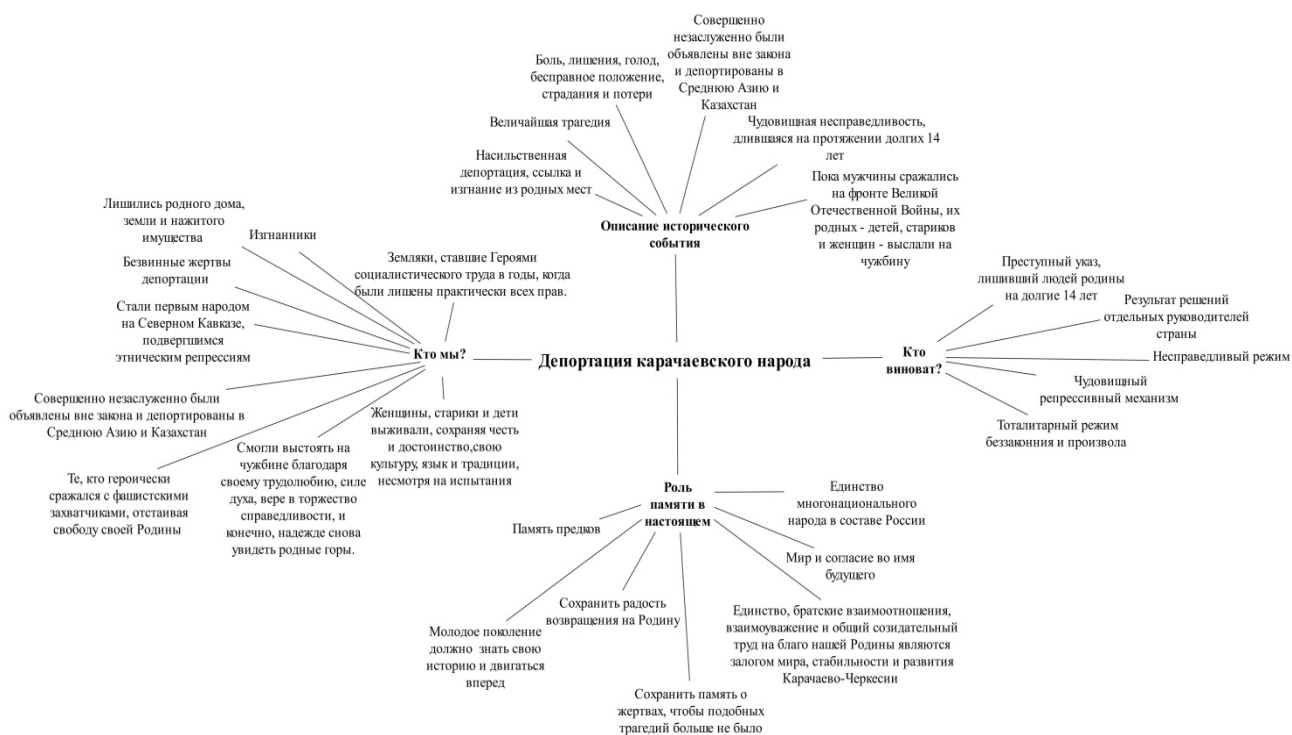 Совершенно
незаслуженно были
объявлены вне закона
и депортированы в
Среднюю Азию и
Казахстан
Боль, лишения, голод,
бесправное положение,
страдания и потери
Величайшая трагедия
Чудовищная несправедливость,
длившаяся на протяжении долгих 14
лет
Насильственная
депортация, ссылка и
изгнание из родных мест
Пока мужчины сражались
на фронте Великой
Отечественной Войны, их
родных - детей, стариков
и женщин - выслали на
чужбину
Описание исторического
события
Лишились родного дома,
земли и нажитого
имущества
Изгнанники
Земляки, ставшие Героями
социалистического труда в годы, когда
были лишены практически всех прав.
Безвинные жертвы
депортации
Стали первым народом
на Северном Кавказе,
подвергшимся
этническим репрессиям
Кто мы?
Депортация карачаевского народа
Кто
виноват?
Преступный указ,
лишивший людей родины
на долгие 14 лет
Результат решений
отдельных руководителей
страны
Несправедливый режим
Чудовищный
репрессивный механизм
Тоталитарный режим
беззаконния и произвола
Совершенно незаслуженно были
объявлены вне закона и депортированы в
Среднюю Азию и Казахстан
Те, кто героически
сражался с фашистскими
захватчиками, отстаивая
свободу своей Родины
Смогли выстоять на
чужбине благодаря
своему трудолюбию, силе
духа, вере в торжество
справедливости, и
конечно, надежде снова
увидеть родные горы.
Женщины, старики и дети
выживали, сохраняя честь
и достоинство,свою
культуру, язык и традиции,
несмотря на испытания
Роль
памяти в
настоящем
Память предков
Единство
многонационального
народа в составе России
Мир и согласие во имя
будущего
Сохранить радость
возвращения на Родину
Единство, братские взаимоотношения,
взаимоуважение и общий созидательный
труд на благо нашей Родины являются
залогом мира, стабильности и развития
Карачаево-Черкесии
Молодое поколение
должно знать свою
историю и двигаться
вперед
Сохранить память о
жертвах, чтобы подобных
трагедий больше не было